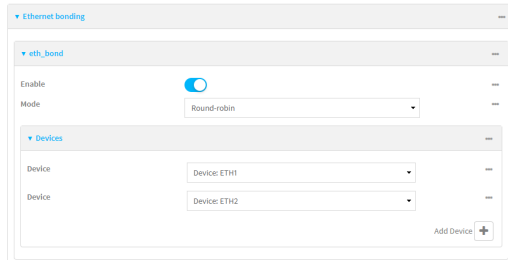 Ethernet bonding
eth_bond
Enable
Mode
Round-robin
Devices
Device
Device: ETH1
Device
Device: ETH2
Add Device